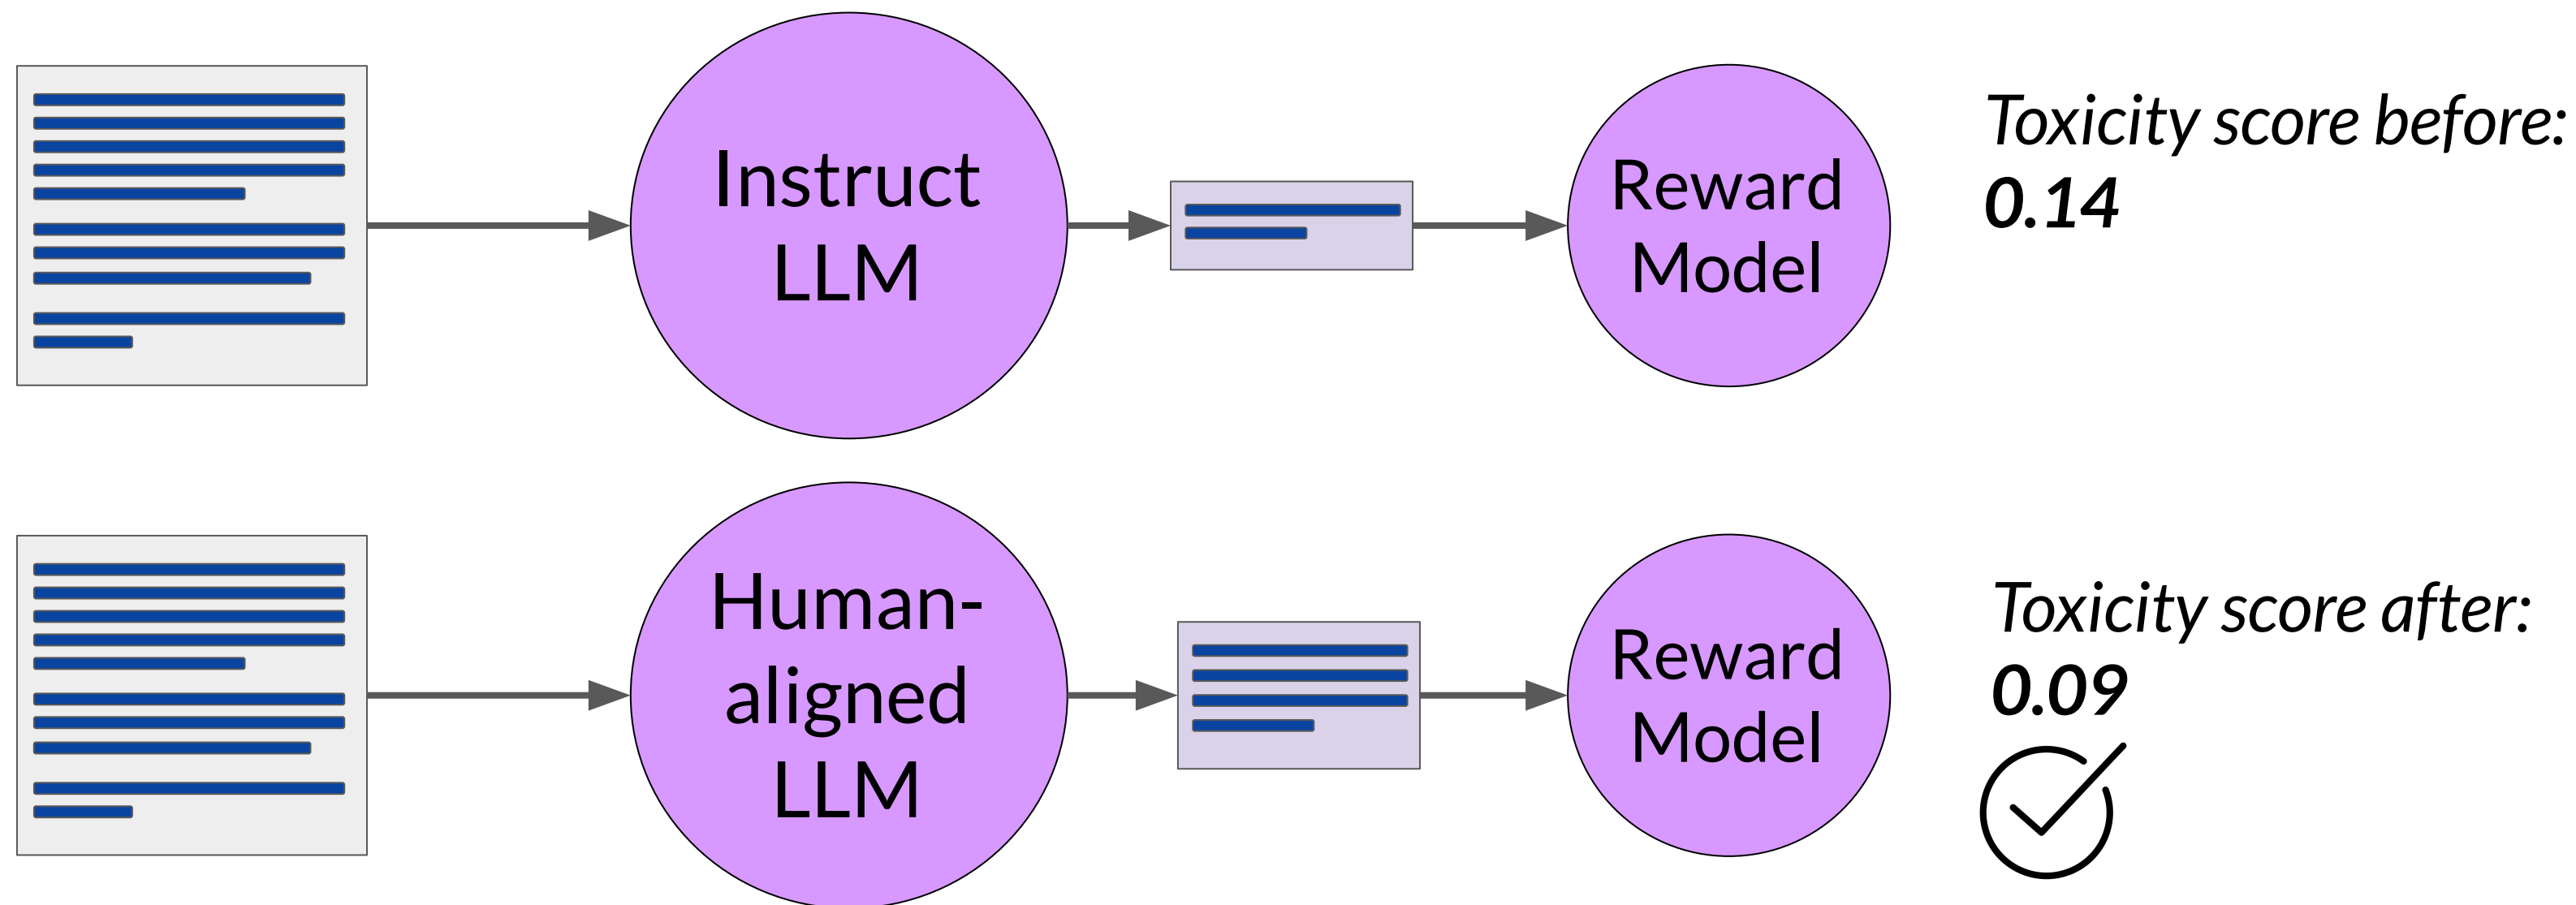 Instruct
LLM
Reward
Model
Toxicity score before:
0.14
Human-
aligned
LLM
Reward
Model
Toxicity score after:
0.09